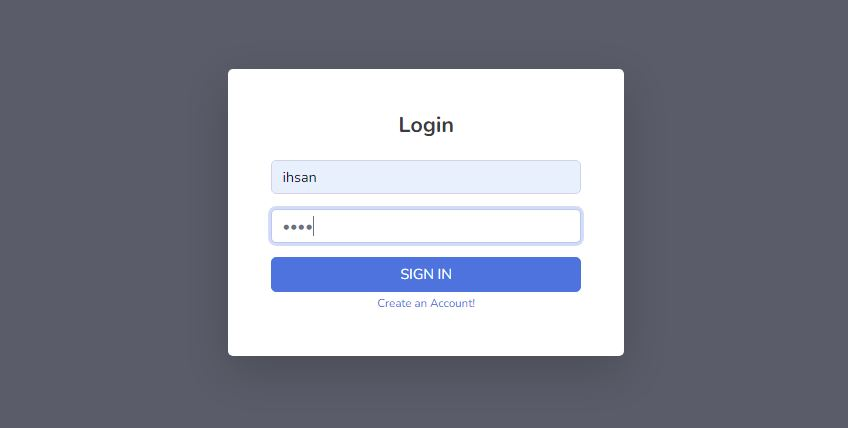 Login
ihsan
••••
SIGN IN
Create an Account!